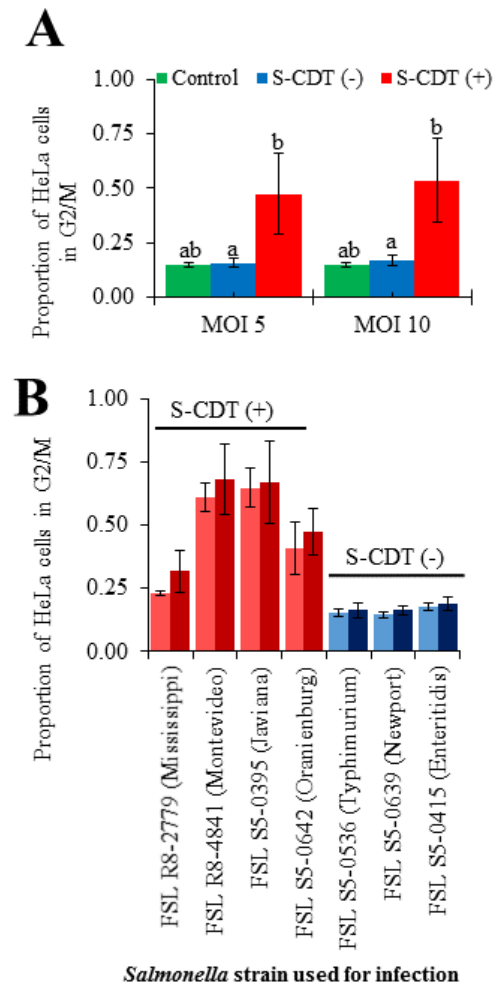 A
Control S-CDT (-) S-CDT (+)
Proportion of HeLa cells
in G2/M
1.00
0.75
0.50
0.25
0.00
ab
a
b
ab
a
b
MOI 5
MOI 10
B
Proportion of HeLa cells in G2/M
1.00
0.75
0.50
0.25
0.00
S-CDT (+)
S-CDT (-)
FSL R8-2779 (Mississippi)
FSL R8-4841 (Montevideo)
FSL S5-0395 (Javiana)
FSL S5-0642 (Oranienburg)
FSL S5-0536 (Typhimurium)
FSL S5-0639 (Newport)
FSL S5-0415 (Enteritidis)
Salmonella strain used for infection